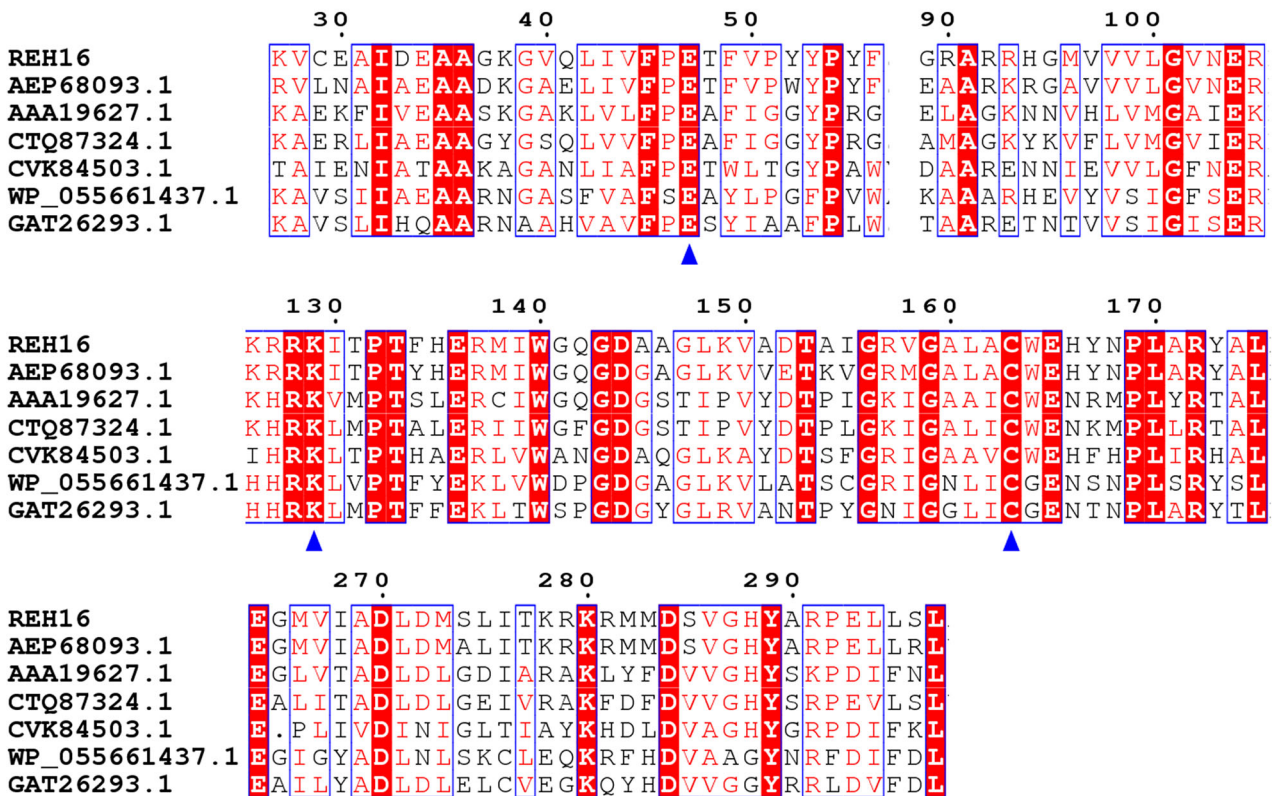 30 40 50 90 100
REH16 KVCEAIDEAAGKGVQLIVFPETFVPYYPYF GRARRHGMVVVLGVNER
AEP68093.1 RVLNAIAEAADKGAELIVFPETFVPWYPYF EAARKRGAVVVLGVNER
AAA19627.1 KAEKFIVEAASKGAKLVLFPEAFIGGYPRG ELAGKNNVHLVMGAIEK
CTQ87324.1 KAERLIAEAAGYGSQLVVFPEAFIGGYPRG AMAGKYKVFLVMGVIER
CVK84503.1 TAIENIATAAKAGANLIAFPETWLTGYPAW DAARENNIEVVLGFNER
WP_055661437.1 KAVSIIAEAARNGASFVAFSEAYLPGFPVW KAAARHEVYVSIGFSER
GAT26293.1 KAVSLIHQAARNAAHVAVFPESYIAAFPLW TAARETNTVVSIGISER
130 140 150 160 170
REH16 KRRKITPTFHERMIWGQGDAAGLKVADTAIGRVGALACWEHYNPLARYAL
AEP68093.1 KRRKITPTYHERMIWGQGDGAGLKVVETKVGRMGALACWEHYNPLARYAL
AAA19627.1 KHRKVMPTSLERCIWGQGDGSTIPVYDTPIGKIGAAICWENRMPLYRTAL
CTQ87324.1 KHRKLMPTALERIIWGFGDGSTIPVYDTPLGKIGALICWENKMPLLRTAL
CVK84503.1 IHRKLTPTHAERLVWANGDAQGLKAYDTSFGRIGAAVCWEHFHPLIRHAL
WP_055661437.1 HHRKLVPTFYEKLVWDPGDGAGLKVLATSCGRIGNLICGENSNPLSRYSL
GAT26293.1 HHRKLMPTFFEKLTWSPGDGYGLRVANTPYGNIGGLICGENTNPLARYTL
270 280 290
REH16 EGMVIADLDMSLITKRKRMMDSVGHYARPELLSL
AEP68093.1 EGMVIADLDMALITKRKRMMDSVGHYARPELLRL
AAA19627.1 EGLVTADLDLGDIARAKLYFDVVGHYSKPDIFNL
CTQ87324.1 EALITADLDLGEIVRAKFDFDVVGHYSRPEVLSL
CVK84503.1 E.PLIVDINIGLTIAYKHDLDVAGHYGRPDIFKL
WP_055661437.1 EGIGYADLNLSKCLEQKRFHDVAAGYNRFDIFDL
GAT26293.1 EAILYADLDLELCVEGKQYHDVVGGYRRLDVFDL